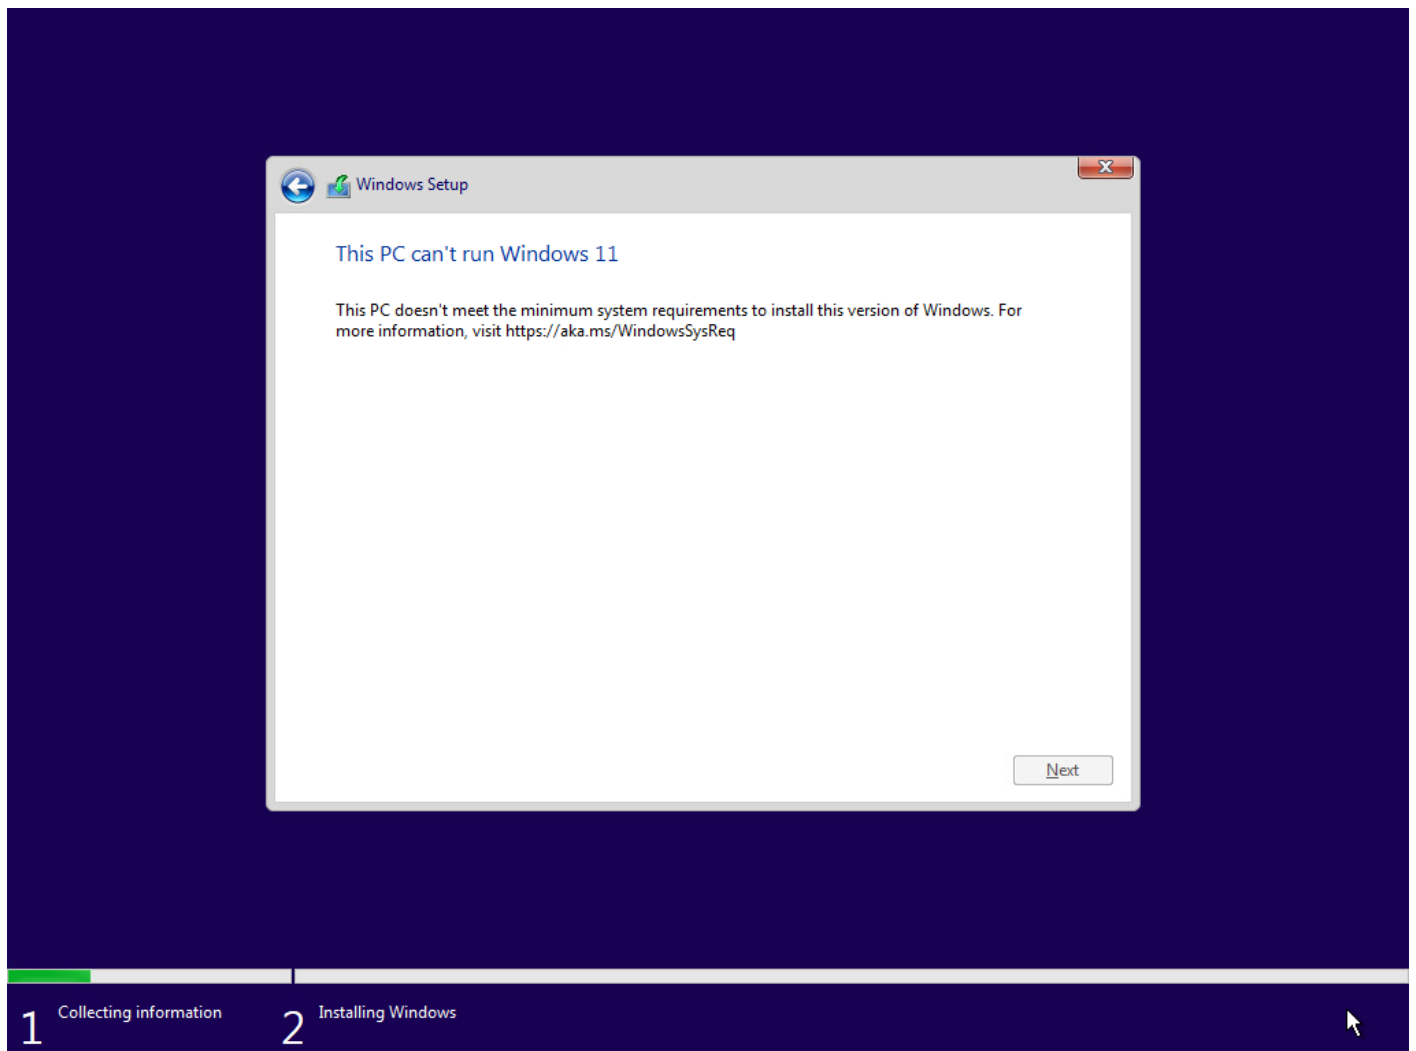 Windows Setup
This PC can't run Windows 11
This PC doesn't meet the minimum system requirements to install this version of Windows. For
more information, visit https://aka.ms/WindowsSysReq
Next
1 Collecting information
2 Installing Windows